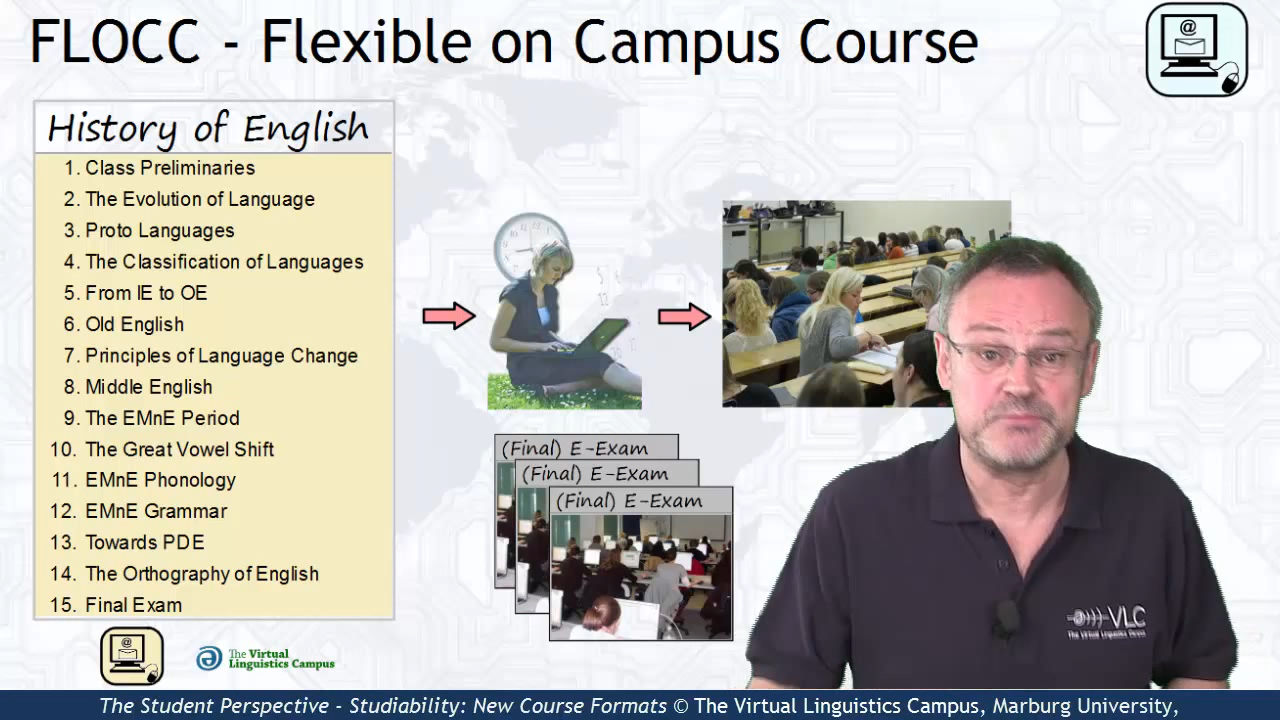 FLOCC - Flexible on Campus Course
@
History of English
1. Class Preliminaries
2. The Evolution of Language
3. Proto Languages
4. The Classification of Languages
5. From IE to OE
6. Old English
7. Principles of Language Change
8. Middle English
9. The EMnE Period
10. The Great Vowel Shift
11. EMnE Phonology
12. EMnE Grammar
13. Towards PDE
14. The Orthography of English
15. Final Exam
(Final) E-Exam
(Final) E-Exam
(Final) E-Exam
@))) VLC
The Virtual Linguistics Campus
@
@ The Virtual
Linguistics Campus
The Student Perspective - Studiability: New Course Formats © The Virtual Linguistics Campus, Marburg University,